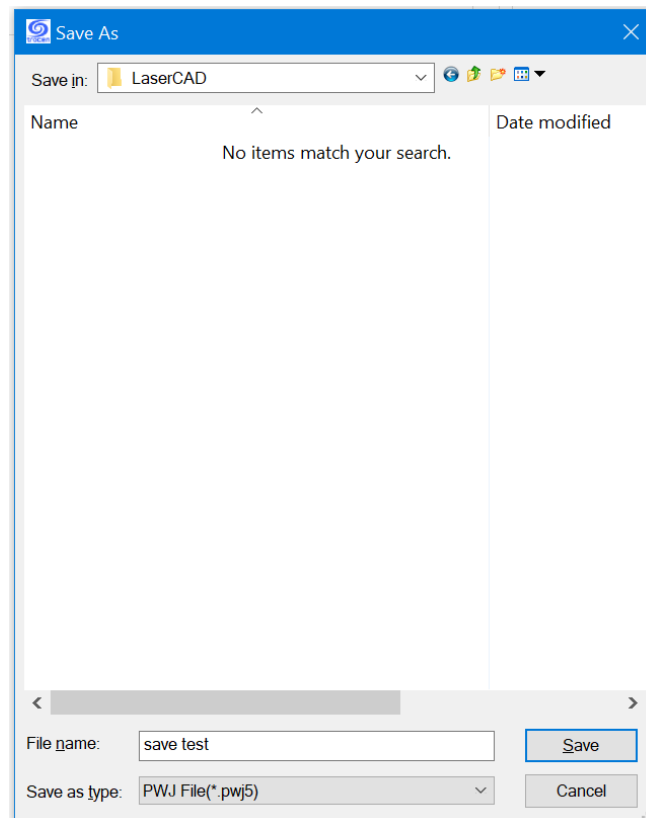 Save As
Save in: LaserCAD
Name Date modified
No items match your search.
File name: save test Save
Save as type: PWJ File(*.pwj5) Cancel